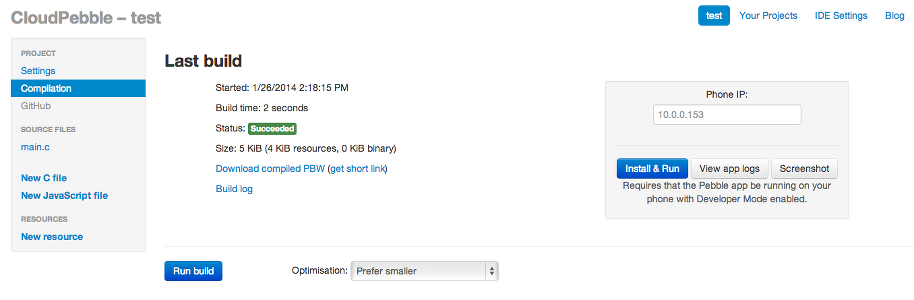 CloudPebble – test
test
Your Projects
IDE Settings
Blog
PROJECT
Settings
Compilation
GitHub
SOURCE FILES
main.c
New C file
New JavaScript file
RESOURCES
New resource
Last build
Started: 1/26/2014 2:18:15 PM
Build time: 2 seconds
Status: Succeeded
Size: 5 KiB (4 KiB resources, 0 KiB binary)
Download compiled PBW (get short link)
Build log
Phone IP:
10.0.0.153
Install & Run
View app logs
Screenshot
Requires that the Pebble app be running on your
phone with Developer Mode enabled.
Run build
Optimisation: Prefer smaller